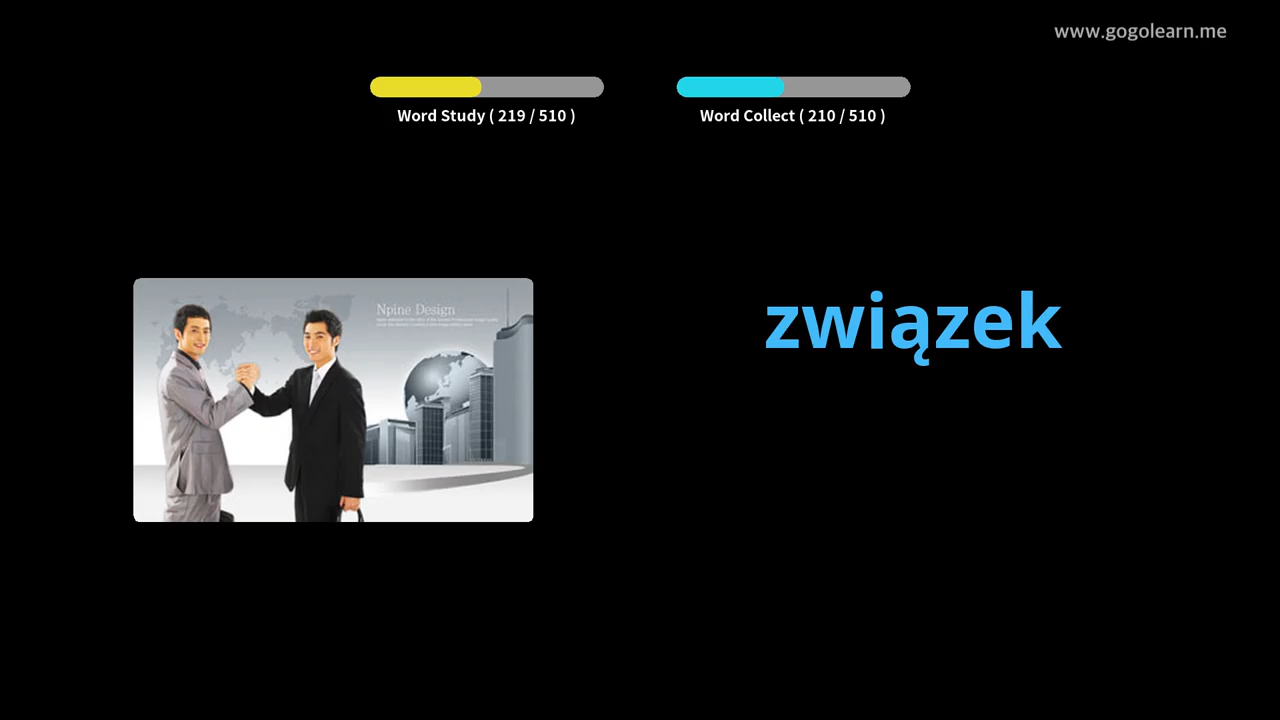 www.gogolearn.me
Word Study ( 219 / 510 )
Word Collect ( 210 / 510 )
Npine Design
związek